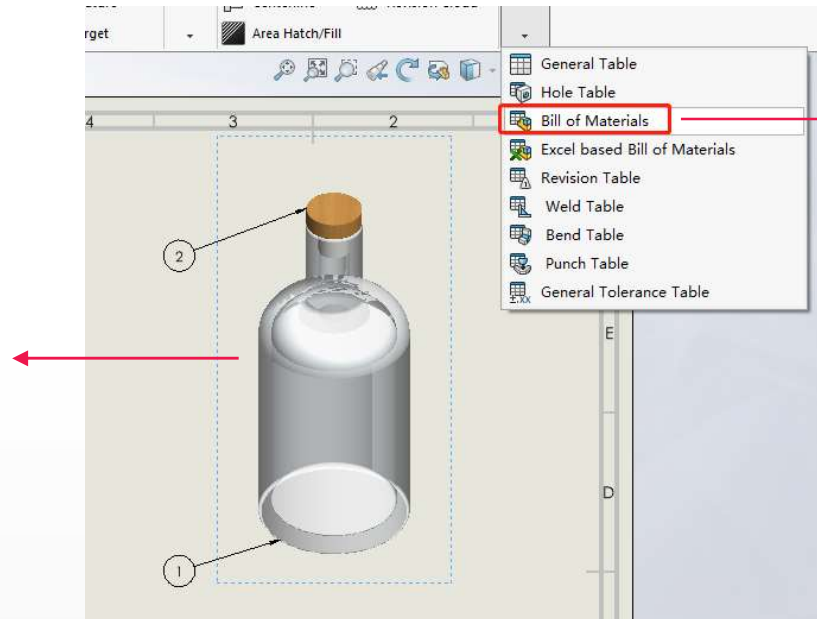 rget
Area Hatch/Fill
General Table
Hole Table
Bill of Materials
Excel based Bill of Materials
Revision Table
Weld Table
Bend Table
Punch Table
General Tolerance Table
4 3 2
2
E
D
1